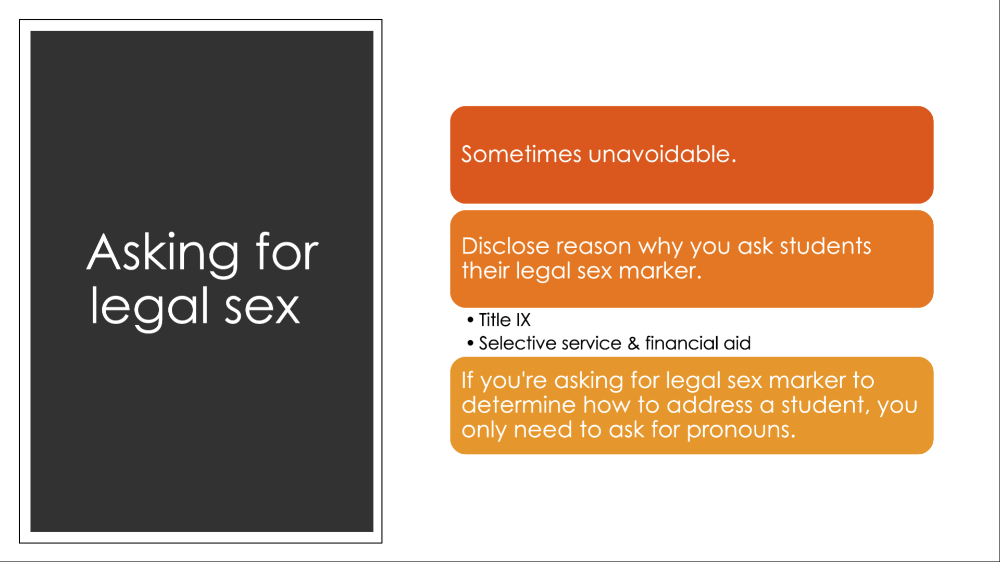 Asking for
legal sex
Sometimes unavoidable.
Disclose reason why you ask students
their legal sex marker.
• Title IX
• Selective service & financial aid
If you're asking for legal sex marker to
determine how to address a student, you
only need to ask for pronouns.